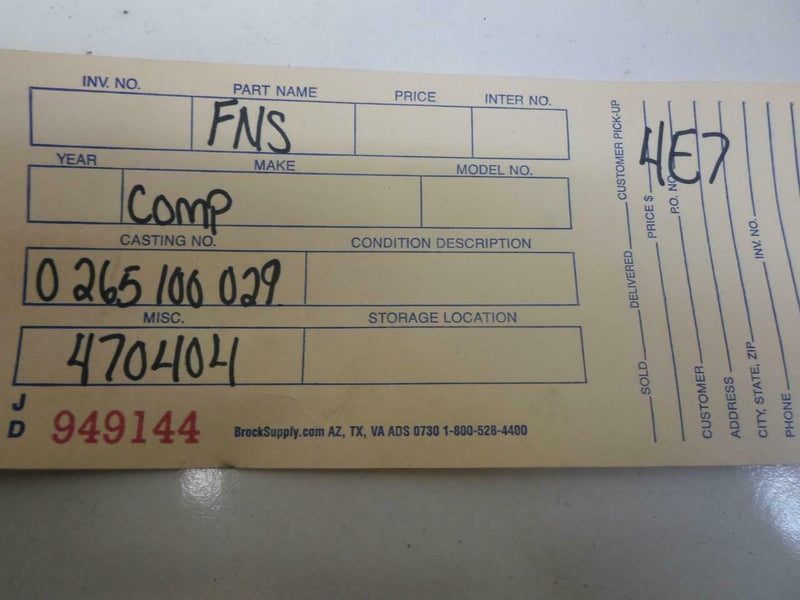 INV. NO. PART NAME PRICE INTER NO.
FNS
YEAR MAKE MODEL NO.
Comp
CASTING NO. CONDITION DESCRIPTION
0 265 100 029
MISC. STORAGE LOCATION
470404
J
D
949144
BrockSupply.com AZ, TX, VA ADS 0730 1-800-528-4400
4E7
SOLD DELIVERED CUSTOMER PICK-UP
PRICE $
P.O. NO.
CUSTOMER
ADDRESS
CITY, STATE, ZIP INV. NO.
PHONE